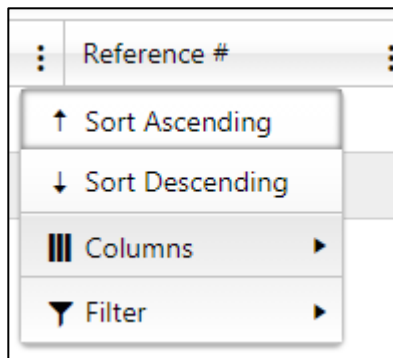 Reference #
Sort Ascending
Sort Descending
Columns
Filter